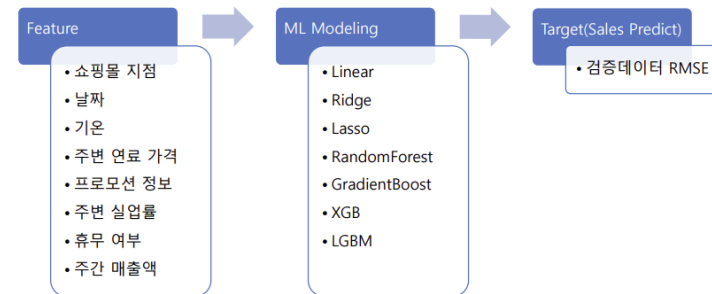 Feature
• 쇼핑몰 지점
• 날짜
• 기온
• 주변 연료 가격
• 프로모션 정보
• 주변 실업률
• 휴무 여부
• 주간 매출액
ML Modeling
• Linear
• Ridge
• Lasso
• RandomForest
• GradientBoost
• XGB
• LGBM
Target(Sales Predict)
• 검증데이터 RMSE